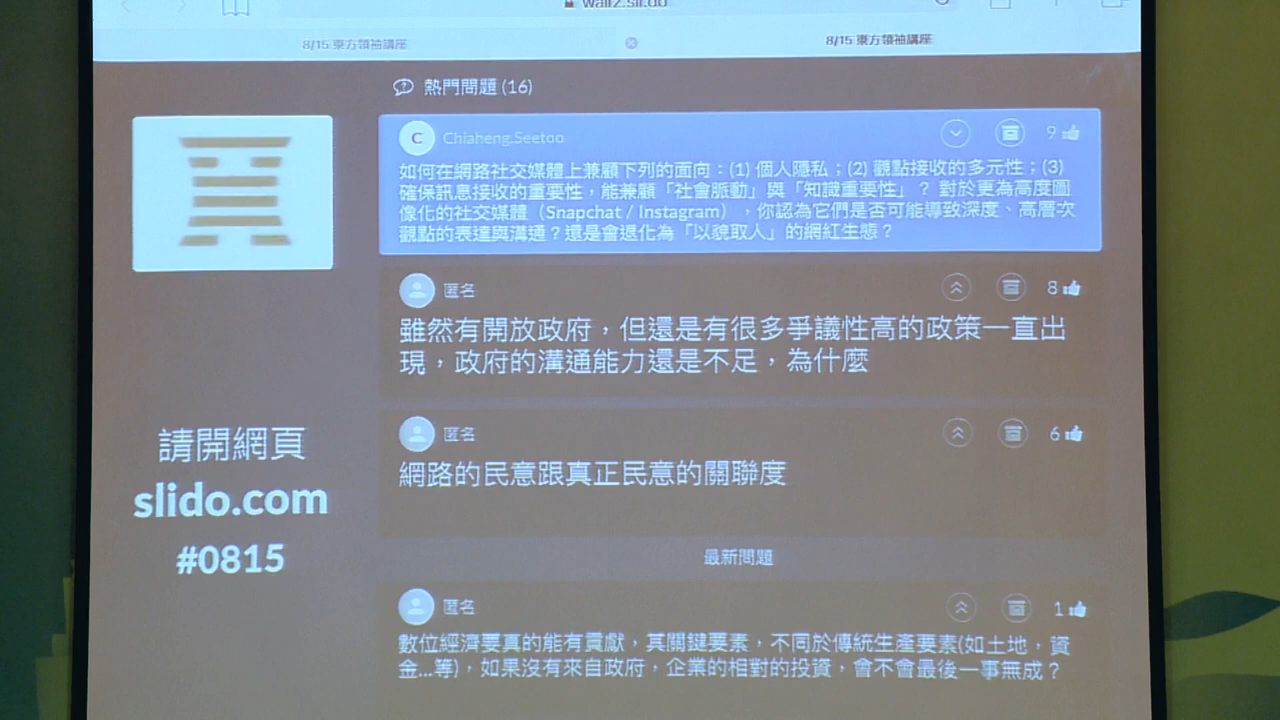 wall2.sli.do
8/15 東方領袖講座
8/15 東方領袖講座
熱門問題 (16)
C
Chiaheng.Seetoo
9
如何在網路社交媒體上兼顧下列的面向:(1) 個人隱私;(2) 觀點接收的多元性;(3)
確保訊息接收的重要性,能兼顧「社會脈動」與「知識重要性」? 對於更為高度圖
像化的社交媒體(Snapchat / Instagram),你認為它們是否可能導致深度、高層次
觀點的表達與溝通?還是會退化為「以貌取人」的網紅生態?
匿名
8
雖然有開放政府,但還是有很多爭議性高的政策一直出
現,政府的溝通能力還是不足,為什麼
匿名
6
網路的民意跟真正民意的關聯度
請開網頁
slido.com
#0815
最新問題
匿名
1
數位經濟要真的能有貢獻,其關鍵要素,不同於傳統生產要素(如土地,資
金...等),如果沒有來自政府,企業的相對的投資,會不會最後一事無成?